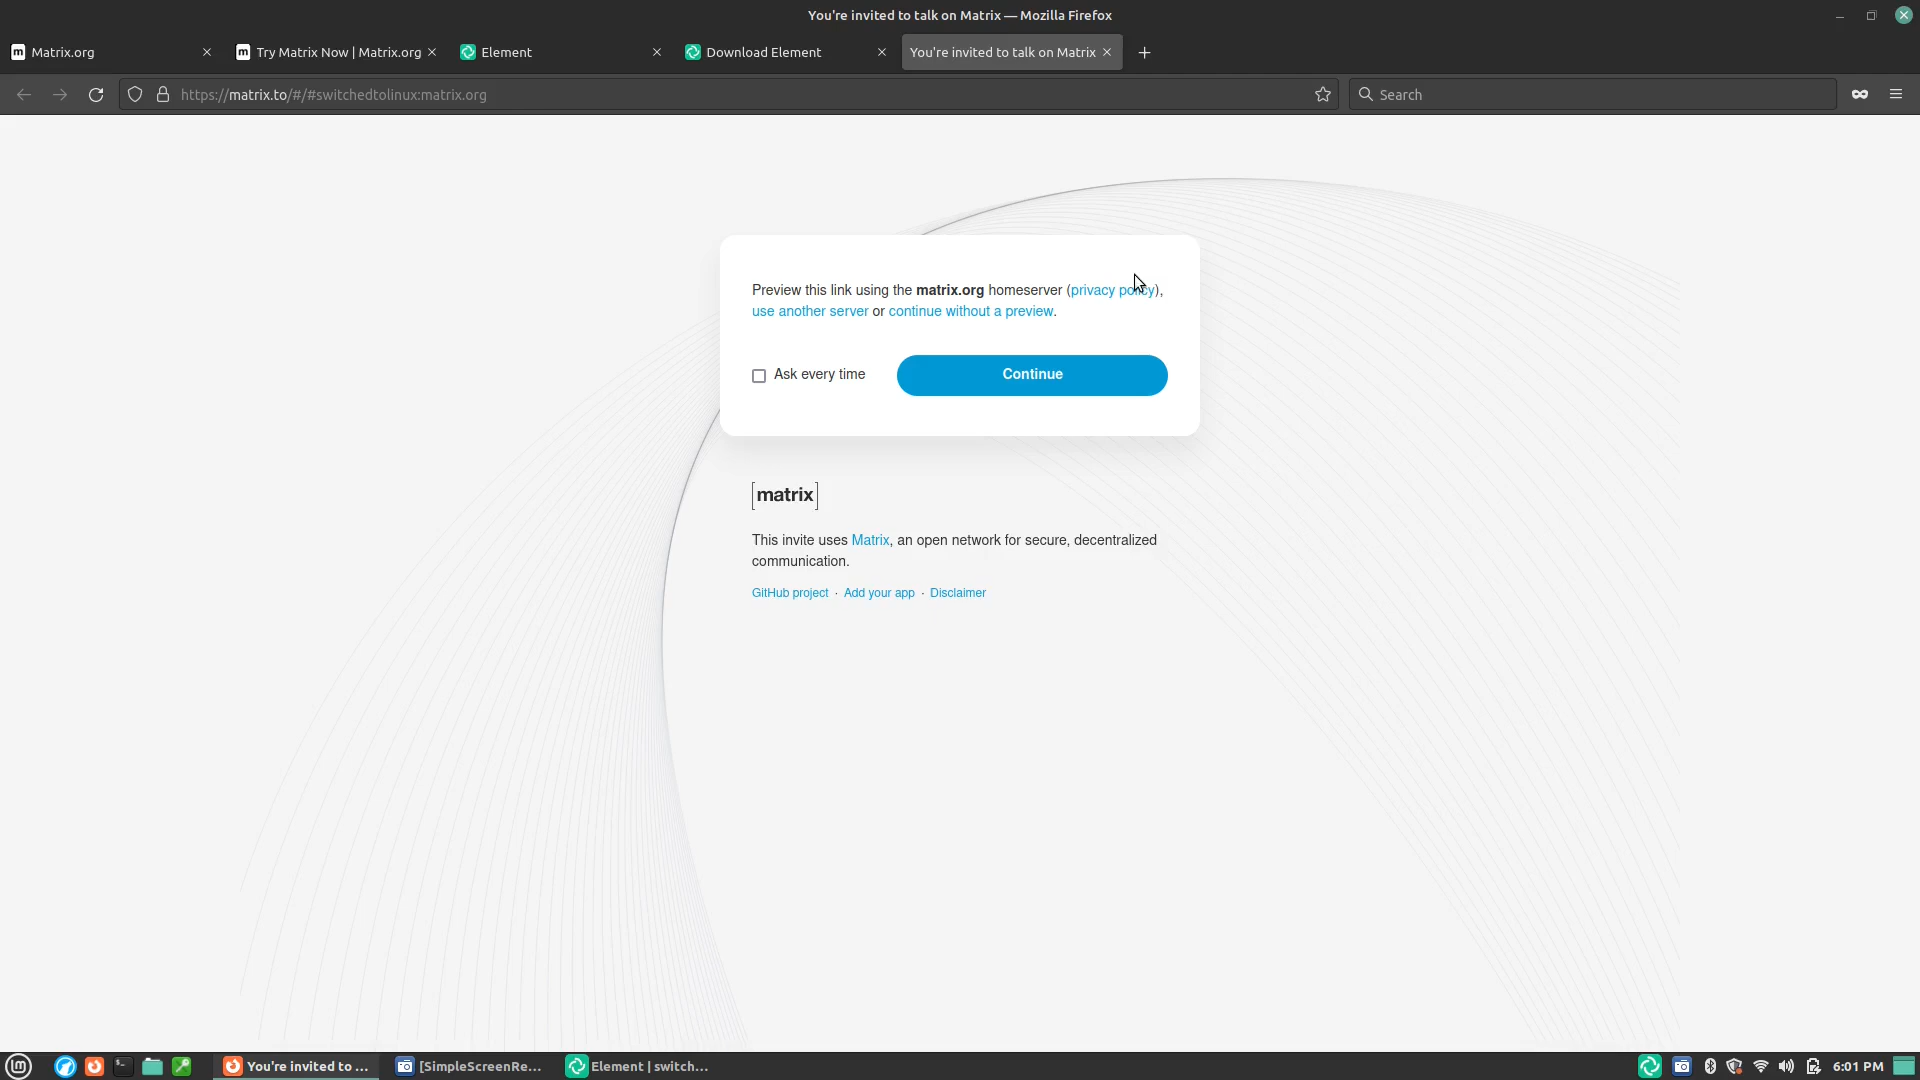 You're invited to talk on Matrix — Mozilla Firefox
Matrix.org
Try Matrix Now | Matrix.org
Element
Download Element
You're invited to talk on Matrix
https://matrix.to/#/#switchedtolinux:matrix.org
Search
Preview this link using the matrix.org homeserver (privacy policy),
use another server or continue without a preview.
Ask every time
Continue
[matrix]
This invite uses Matrix, an open network for secure, decentralized
communication.
GitHub project · Add your app · Disclaimer
You're invited to ...
[SimpleScreenRe...
Element | switch...
6:01 PM